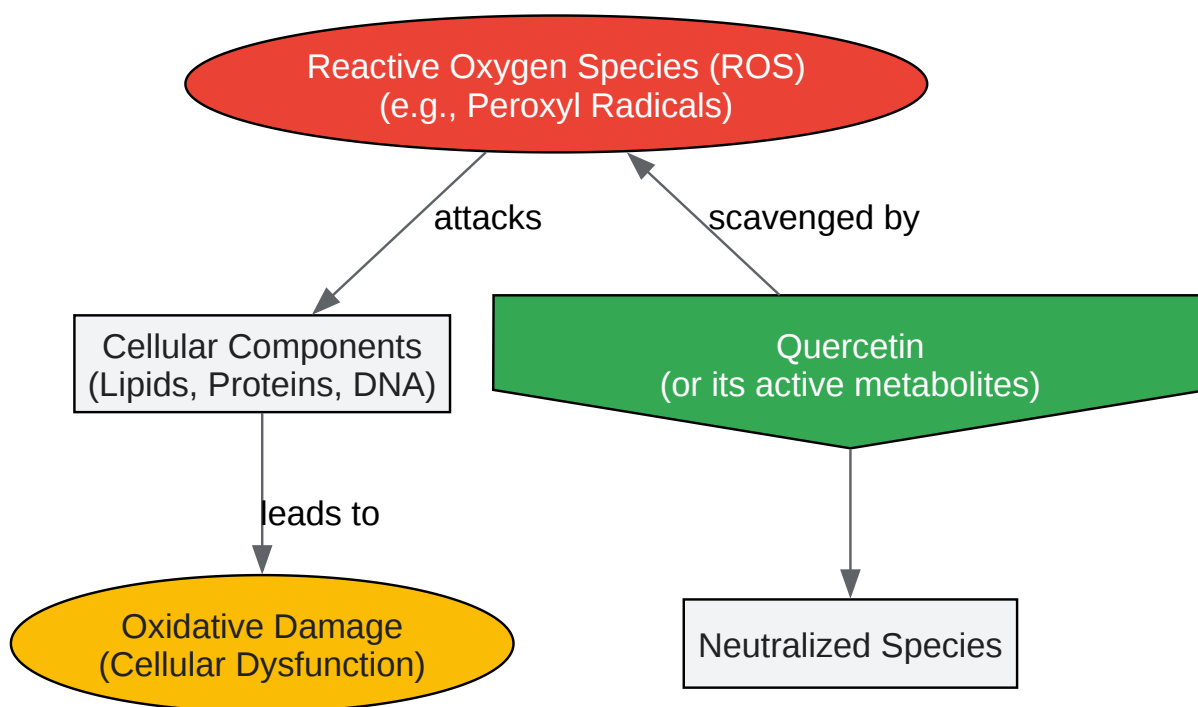 Reactive Oxygen Species (ROS)
(e.g., Peroxyl Radicals)
attacks
scavenged by
Cellular Components
(Lipids, Proteins, DNA)
Quercetin
(or its active metabolites)
leads to
Oxidative Damage
(Cellular Dysfunction)
Neutralized Species